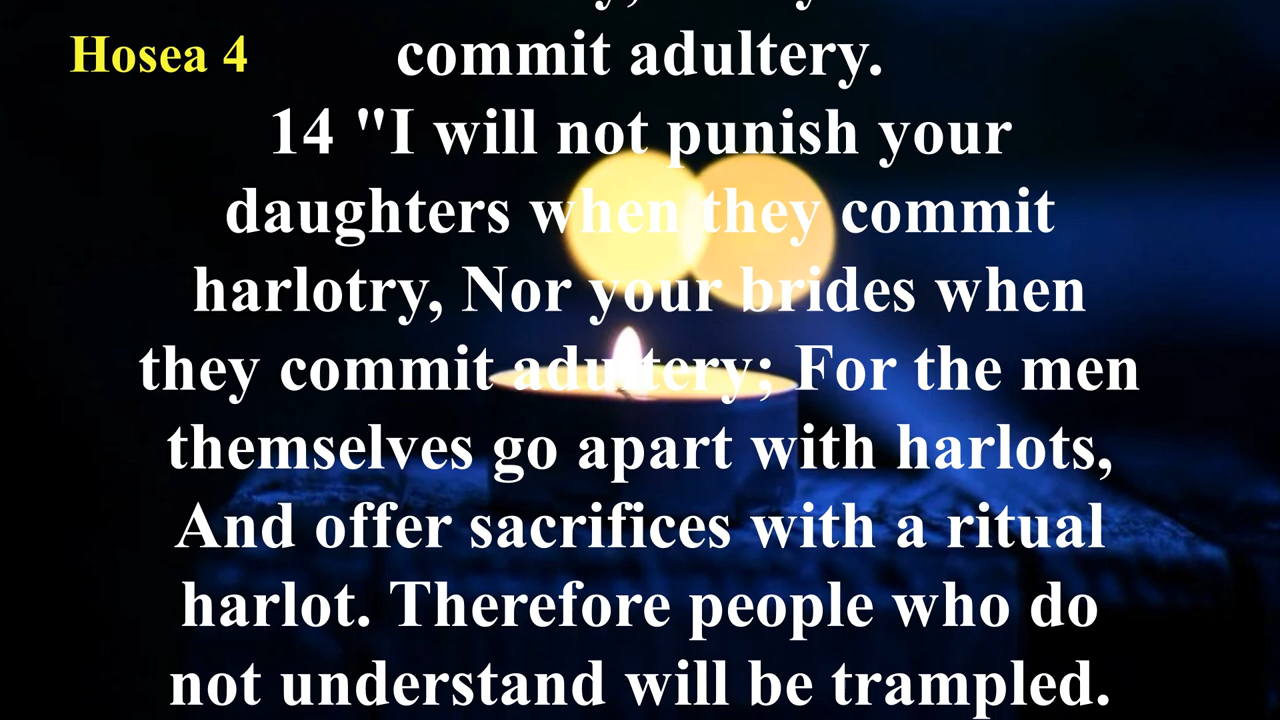 Hosea 4
commit adultery.
14 "I will not punish your
daughters when they commit
harlotry, Nor your brides when
they commit adultery; For the men
themselves go apart with harlots,
And offer sacrifices with a ritual
harlot. Therefore people who do
not understand will be trampled.